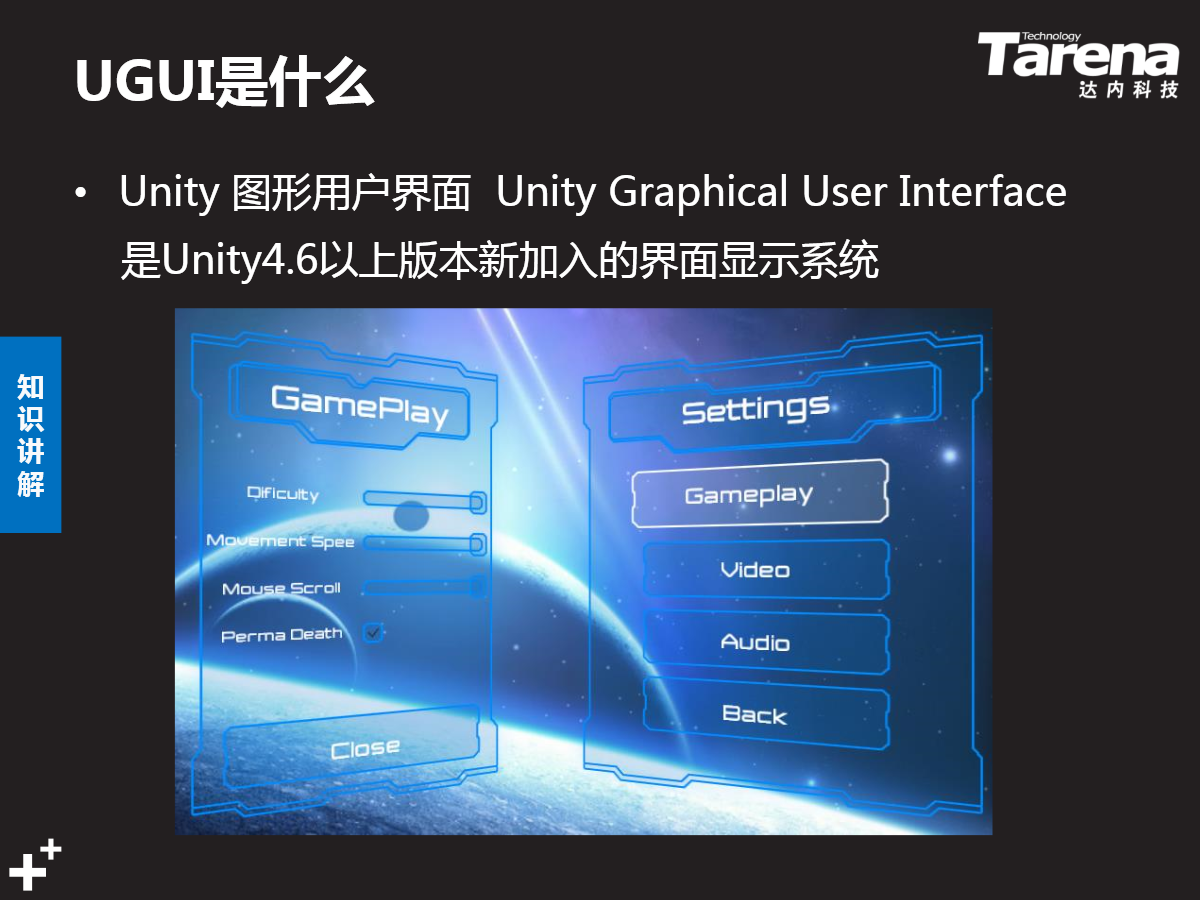 UGUI是什么
Technology
Tarena
达内科技
• Unity 图形用户界面 Unity Graphical User Interface
是Unity4.6以上版本新加入的界面显示系统
知识讲解
GamePlay
Dificulty
Movement Spee
Mouse Scroll
Perma Death
Close
Settings
Gameplay
Video
Audio
Back